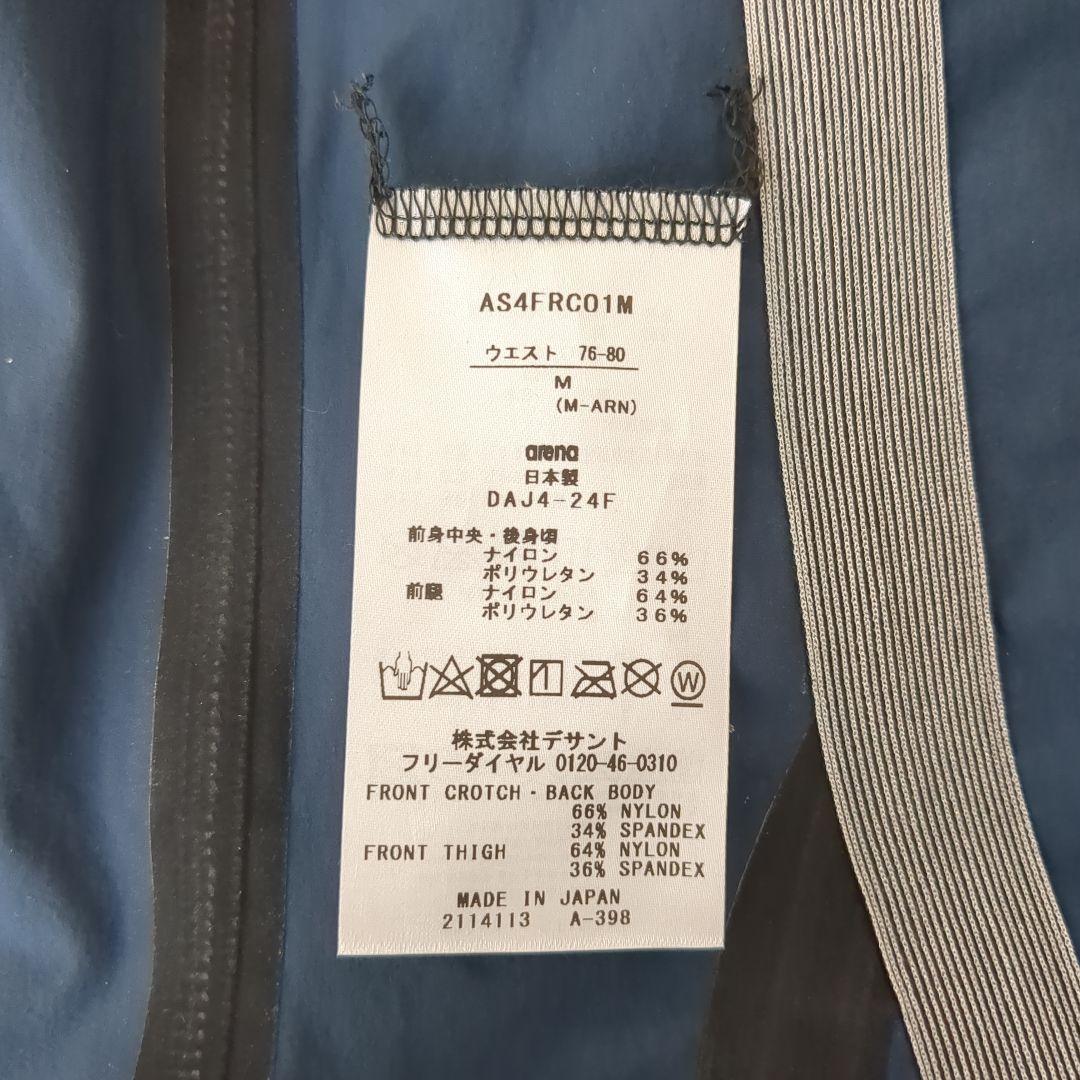 AS4FRC01M
ウエスト 76-80
M
(M-ARN)
arena
日本製
DAJ4-24F
前身中央・後身頃
ナイロン 66%
ポリウレタン 34%
前腿 ナイロン 64%
ポリウレタン 36%
W
株式会社デサント
フリーダイヤル 0120-46-0310
FRONT CROTCH・BACK BODY
66% NYLON
34% SPANDEX
FRONT THIGH 64% NYLON
36% SPANDEX
MADE IN JAPAN
2114113 A-398